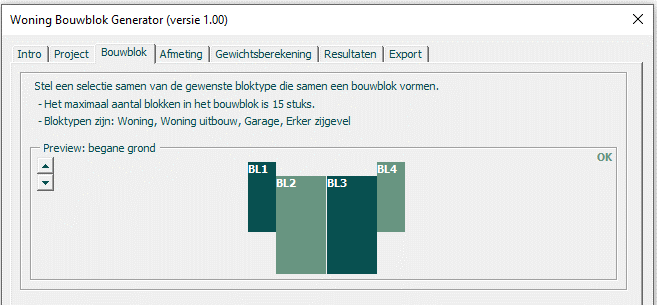 Woning Bouwblok Generator (versie 1.00)
Intro Project Bouwblok Afmeting Gewichtsberekening Resultaten Export
Stel een selectie samen van de gewenste bloktype die samen een bouwblok vormen.
- Het maximaal aantal blokken in het bouwblok is 15 stuks.
- Bloktypen zijn: Woning, Woning uitbouw, Garage, Erker zijgevel
Preview: begane grond
OK
BL1 BL2 BL3 BL4